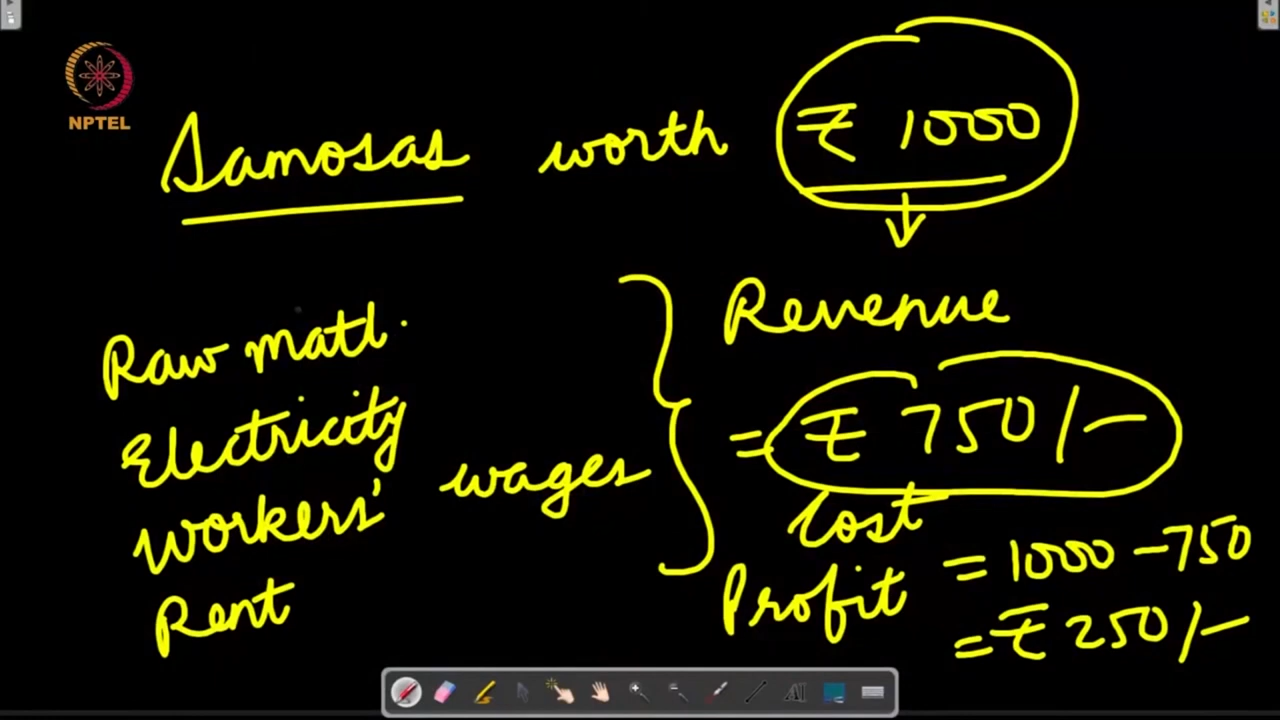 NPTEL
Samosas worth ₹ 1000
Revenue
Raw matl.
Electricity
Workers' wages
Rent
= ₹ 750/-
Cost
Profit = 1000 - 750
= ₹ 250/-